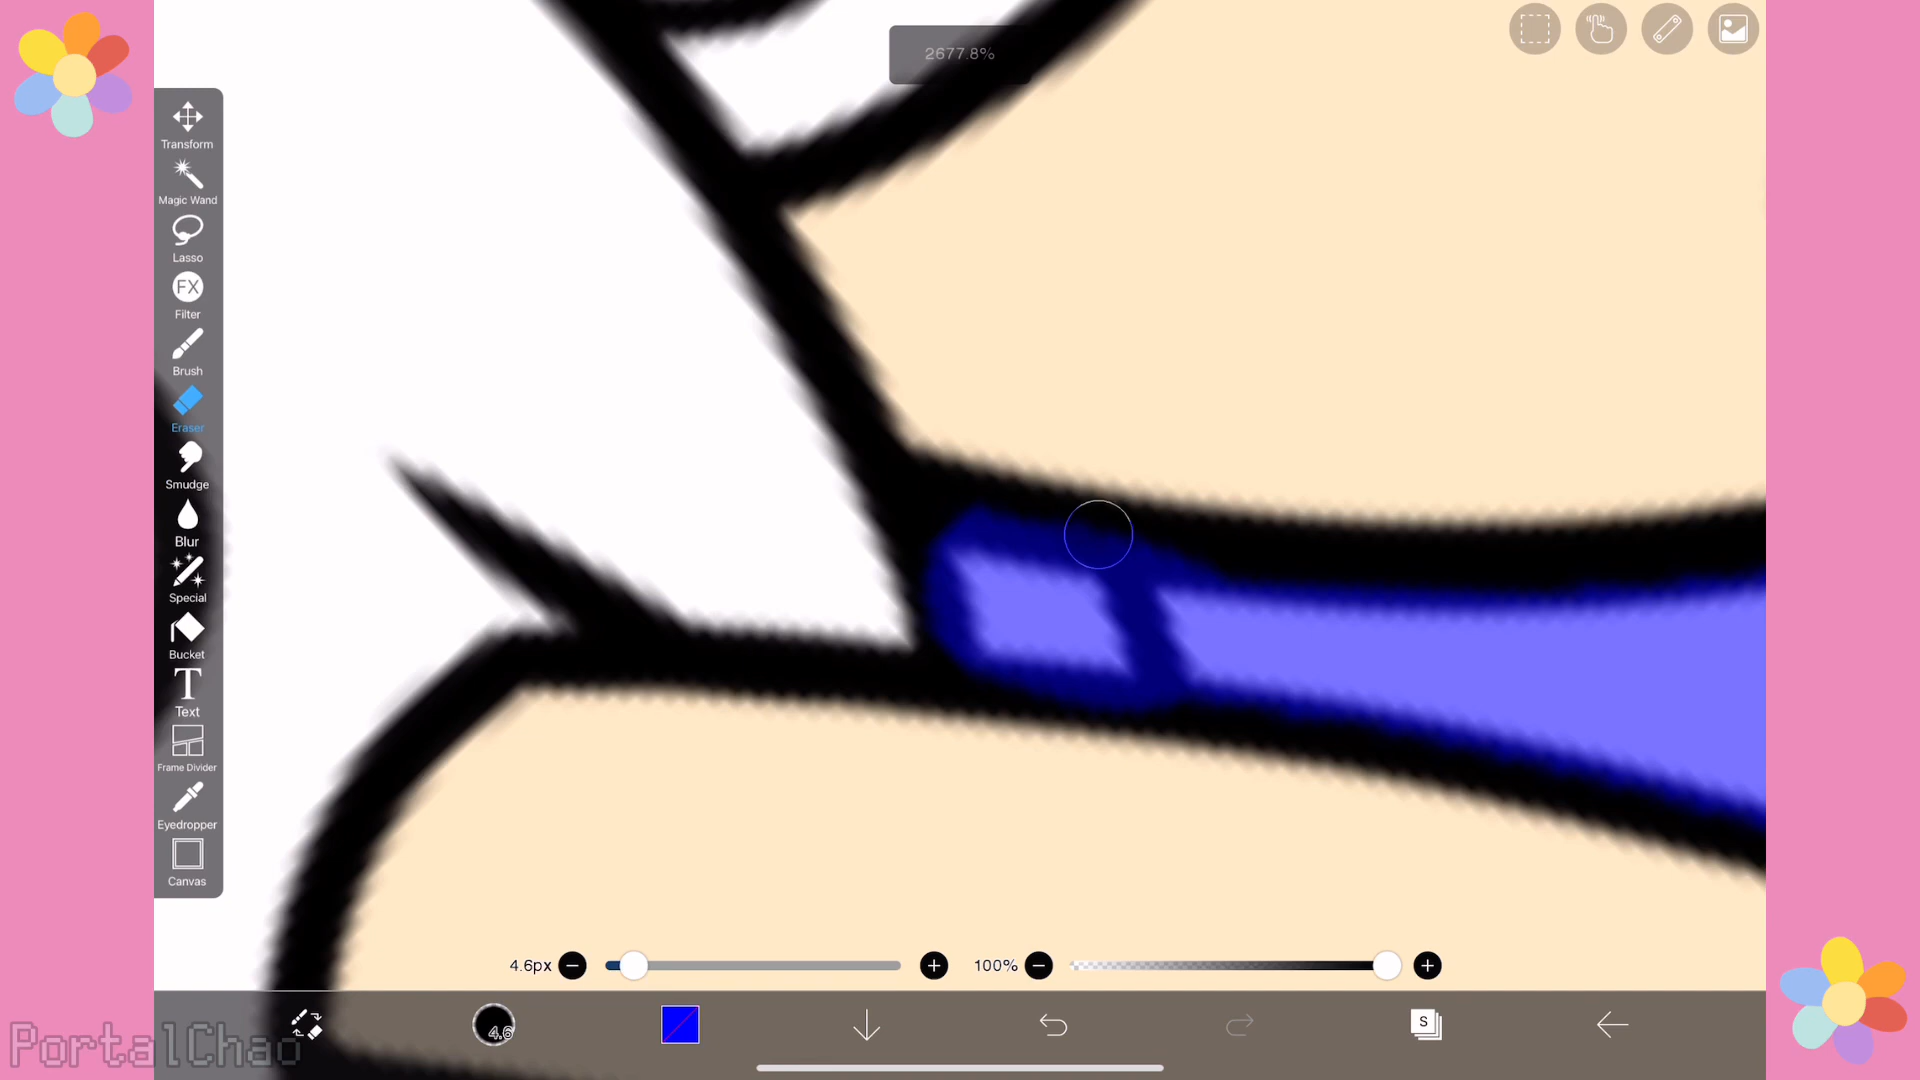 2677.8%
Transform
Magic Wand
Lasso
FX
Filter
Brush
Eraser
Smudge
Blur
Special
Bucket
T
Text
Frame Divider
Eyedropper
Canvas
4.6px
100%
4.6
S
PortalChao